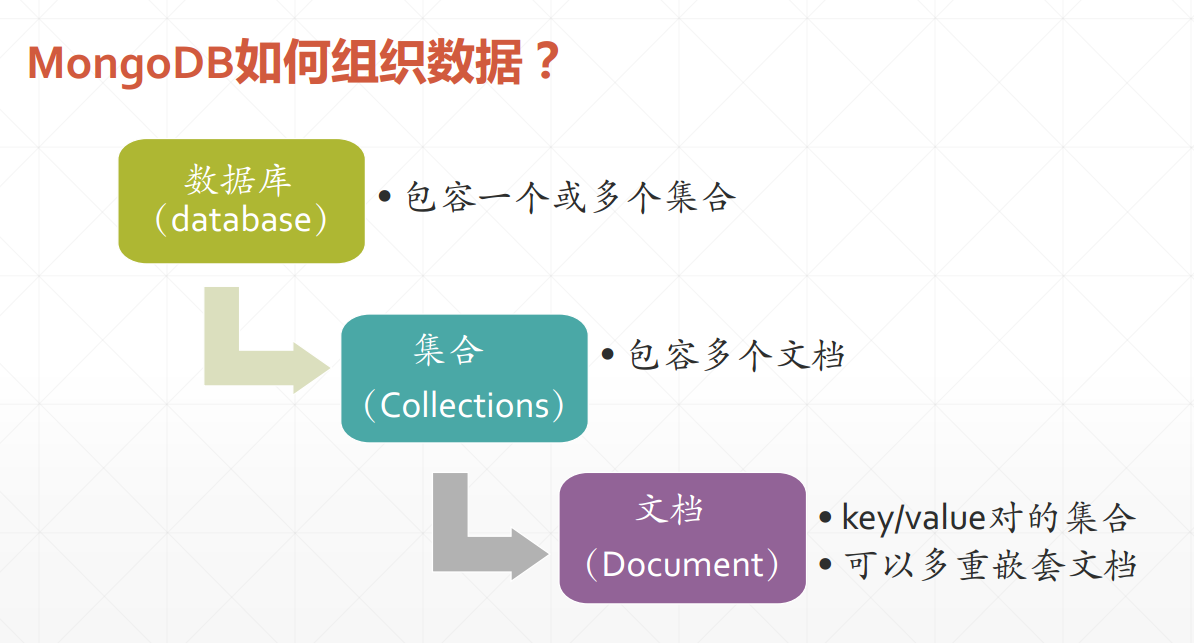 MongoDB如何组织数据？
数据库
（database）
• 包容一个或多个集合
集合
（Collections）
• 包容多个文档
文档
（Document）
• key/value对的集合
• 可以多重嵌套文档